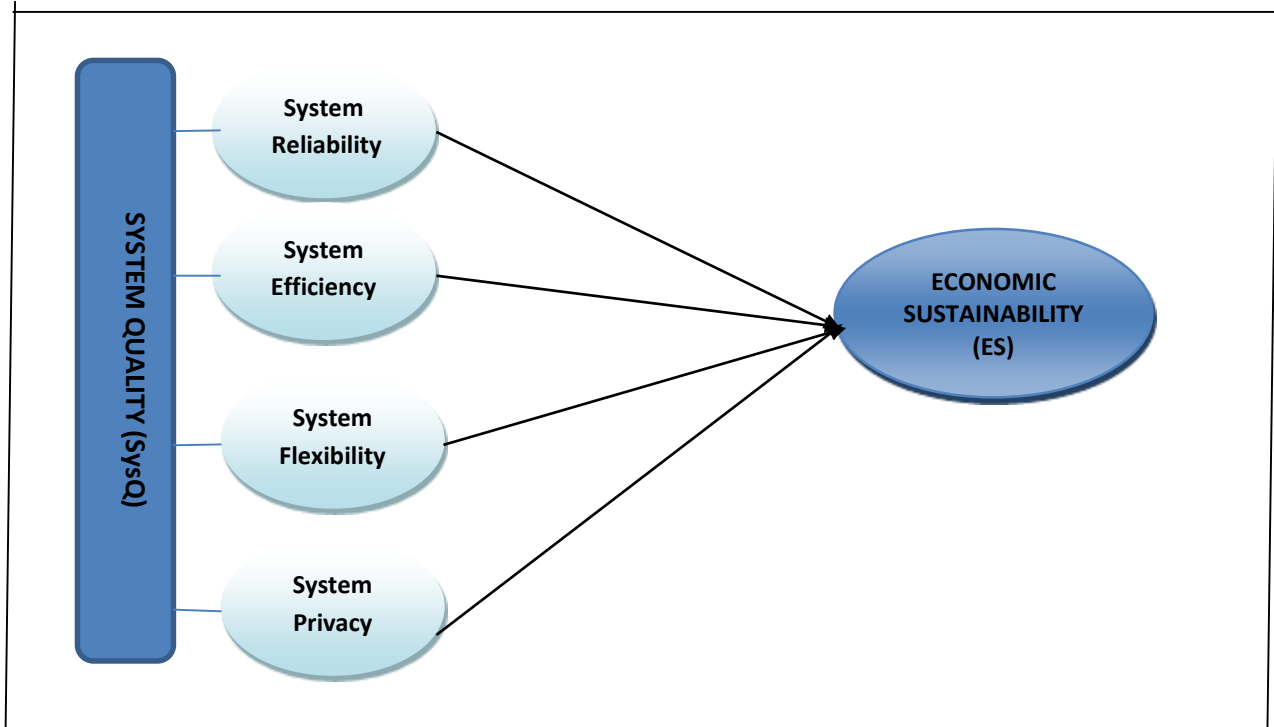 SYSTEM QUALITY (SysQ)
System
Reliability
System
Efficiency
System
Flexibility
System
Privacy
ECONOMIC
SUSTAINABILITY
(ES)